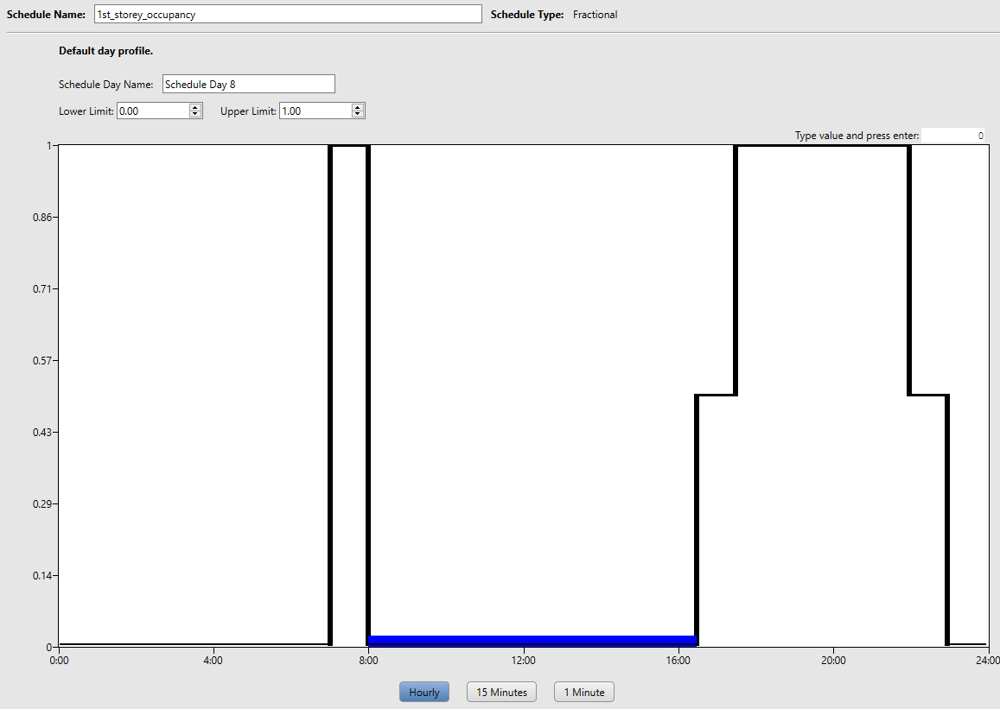 Schedule Name: 1st_storey_occupancy Schedule Type: Fractional
Default day profile.
Schedule Day Name: Schedule Day 8
Lower Limit: 0.00 Upper Limit: 1.00
Type value and press enter: 0
1
0.86
0.71
0.57
0.43
0.29
0.14
0
0:00 4:00 8:00 12:00 16:00 20:00 24:00
Hourly 15 Minutes 1 Minute